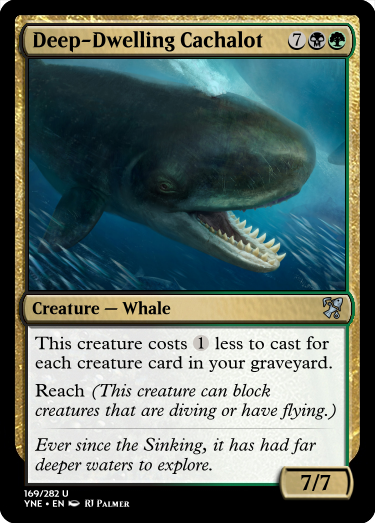 Deep-Dwelling Cachalot 7
Creature — Whale
This creature costs 1 less to cast for
each creature card in your graveyard.
Reach (This creature can block
creatures that are diving or have flying.)
Ever since the Sinking, it has had far
deeper waters to explore.
7/7
169/282 U
YNE • EN RJ Palmer